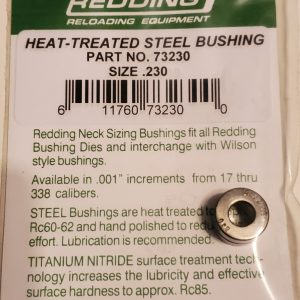 REDDING
RELOADING EQUIPMENT
HEAT-TREATED STEEL BUSHING
PART NO. 73230
SIZE .230
6 11760 73230 0
Redding Neck Sizing Bushings fit all Redding
Bushing Dies and interchange with Wilson
style bushings.
Available in .001" increments from 17 thru
338 calibers.
STEEL Bushings are heat treated to
Rc60-62 and hand polished to reduce
effort. Lubrication is recommended.
TITANIUM NITRIDE surface treatment tech-
nology increases the lubricity and effective
surface hardness to approx. Rc85.